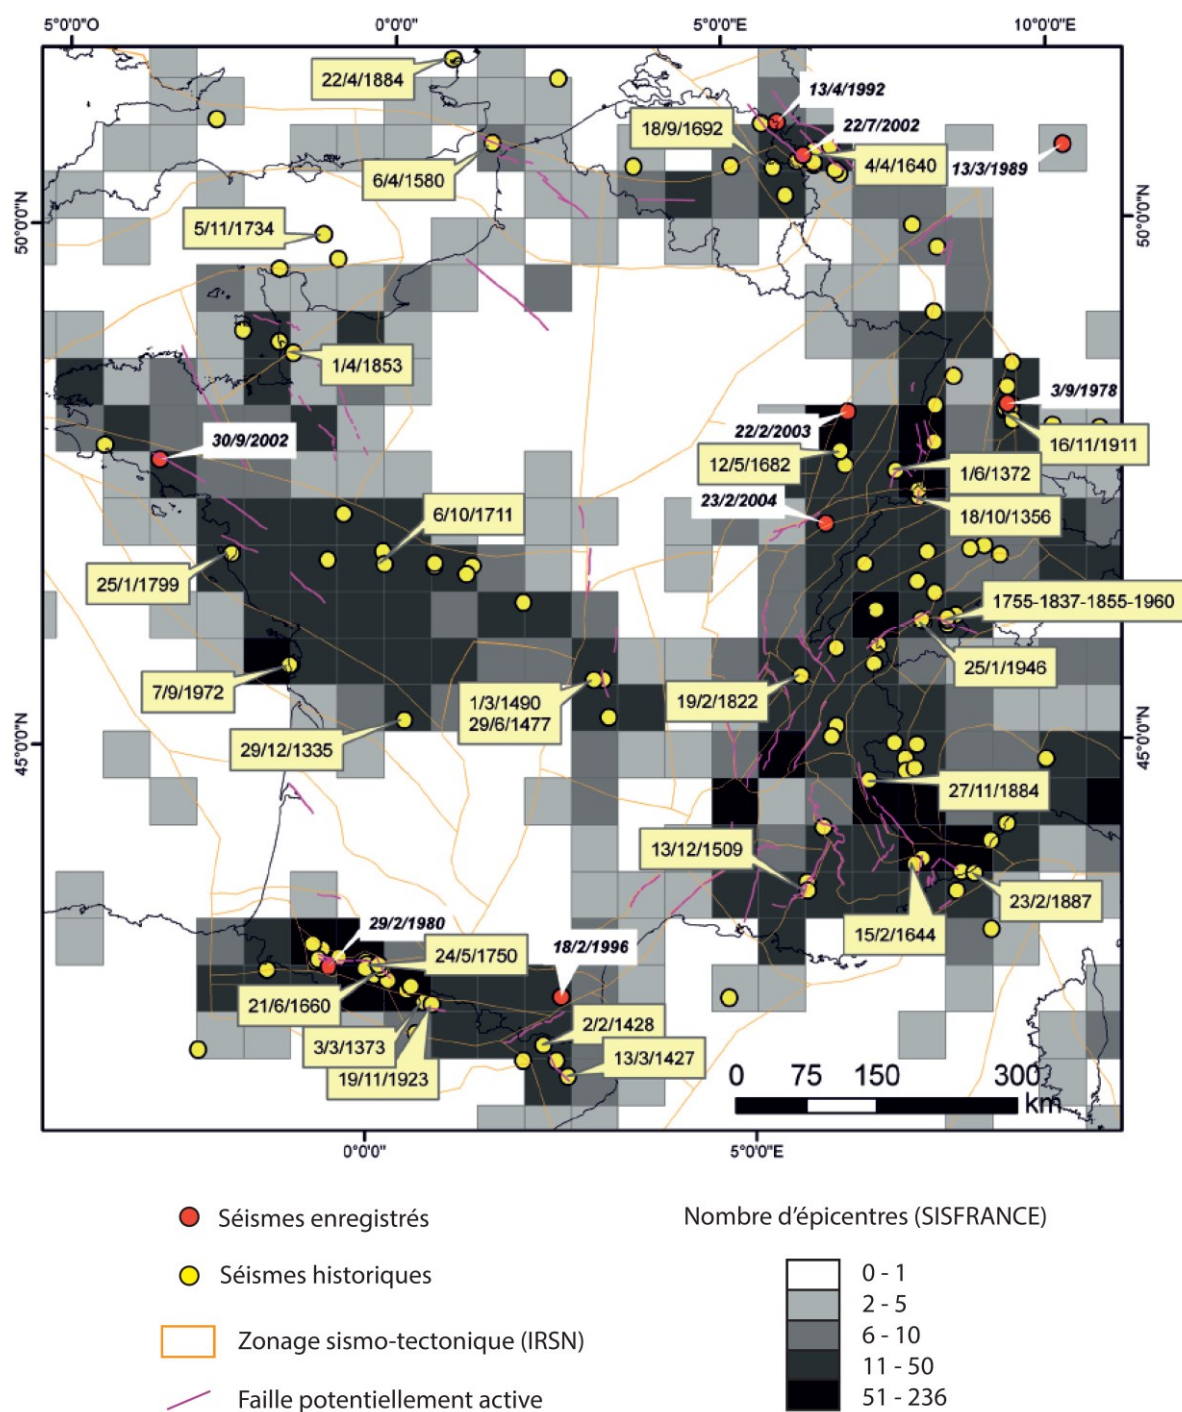 5°0'0"O
0'0'0"
5°0'0"E
10°0'0"E
22/4/1884
13/4/1992
18/9/1692
22/7/2002
6/4/1580
4/4/1640
13/3/1989
50°0'0"N
50°0'0"N
5/11/1734
1/4/1853
3/9/1978
30/9/2002
22/2/2003
16/11/1911
12/5/1682
1/6/1372
23/2/2004
6/10/1711
18/10/1356
25/1/1799
1755-1837-1855-1960
25/1/1946
7/9/1972
1/3/1490
29/6/1477
19/2/1822
29/12/1335
45°0'0"N
45°0'0"N
27/11/1884
13/12/1509
23/2/1887
29/2/1980
15/2/1644
24/5/1750
18/2/1996
21/6/1660
2/2/1428
3/3/1373
13/3/1427
19/11/1923
0 75 150 300
km
0°0'0"
5°0'0"E
Séismes enregistrés
Séismes historiques
Zonage sismo-tectonique (IRSN)
Faille potentiellement active
Nombre d'épicentres (SISFRANCE)
0 - 1
2 - 5
6 - 10
11 - 50
51 - 236